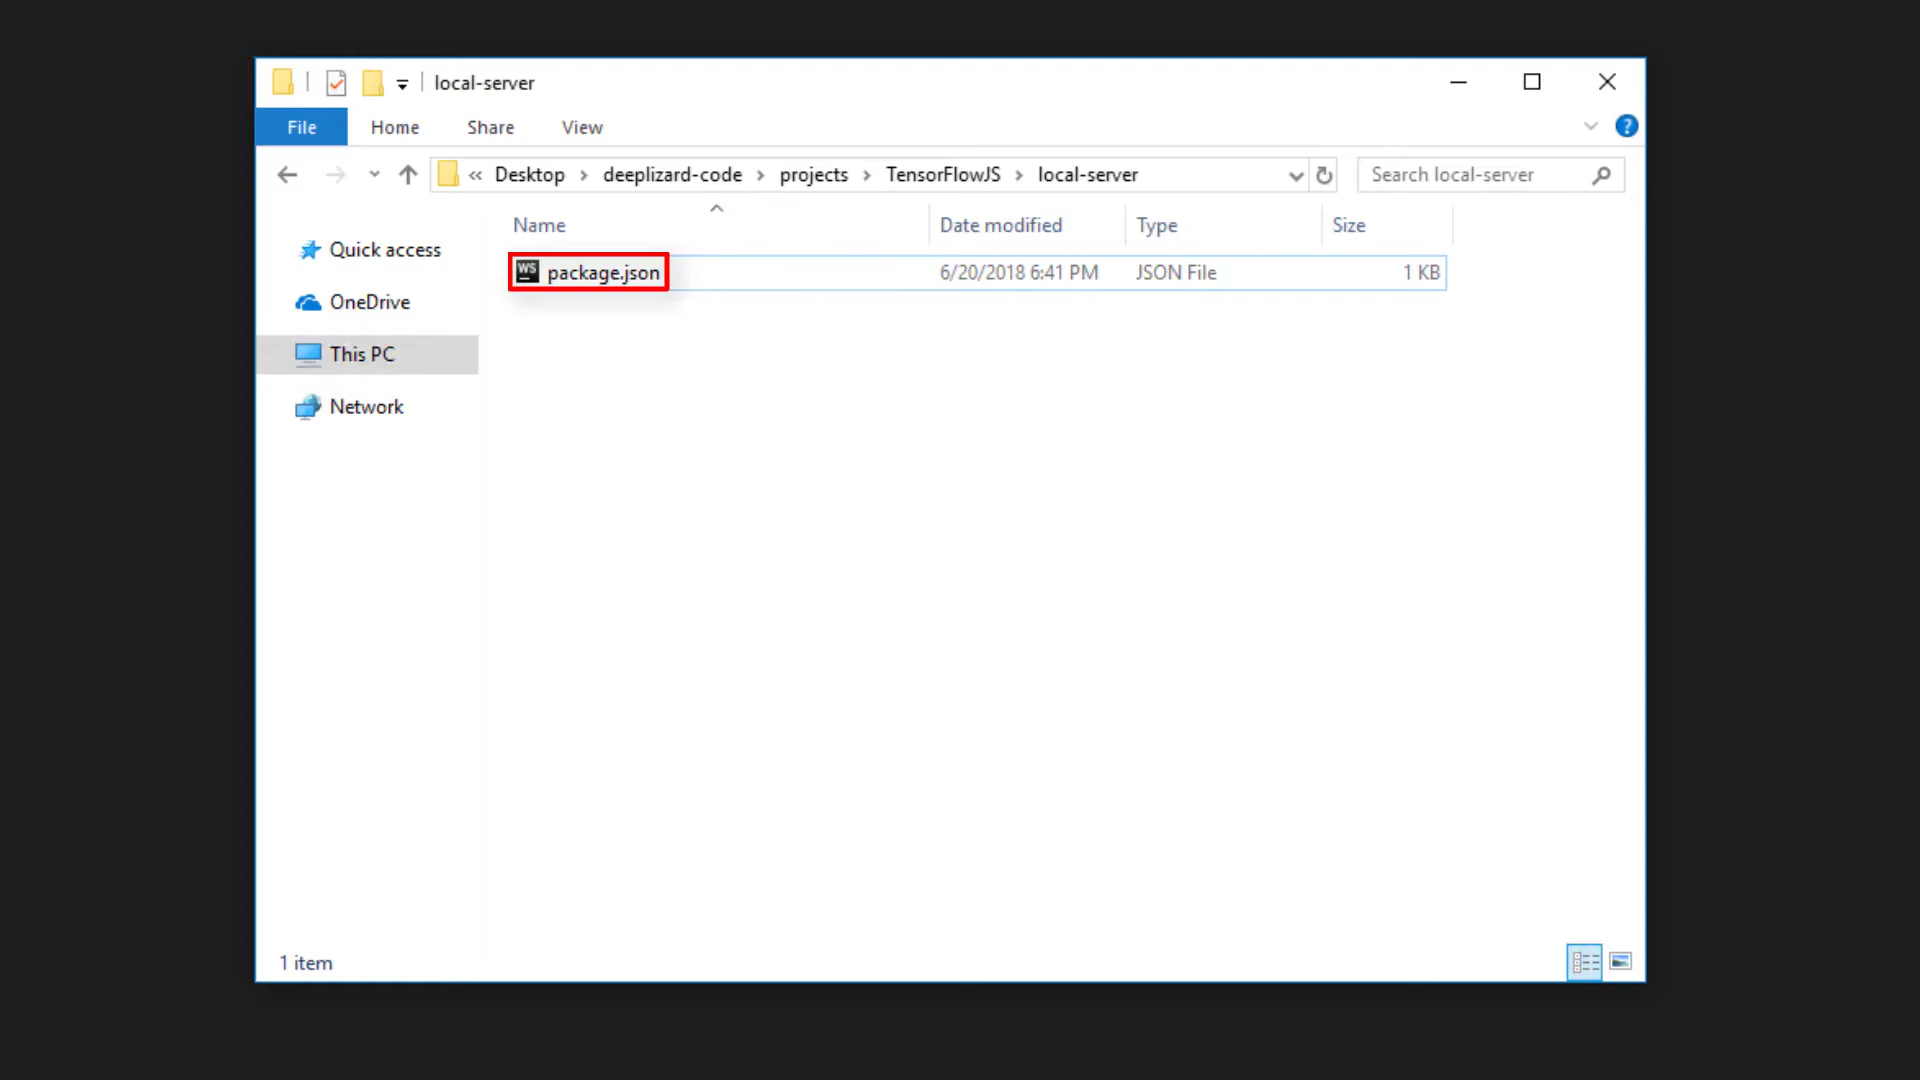 local-server
File Home Share View
« Desktop › deeplizard-code › projects › TensorFlowJS › local-server Search local-server
Name Date modified Type Size
Quick access
WS package.json 6/20/2018 6:41 PM JSON File 1 KB
OneDrive
This PC
Network
1 item